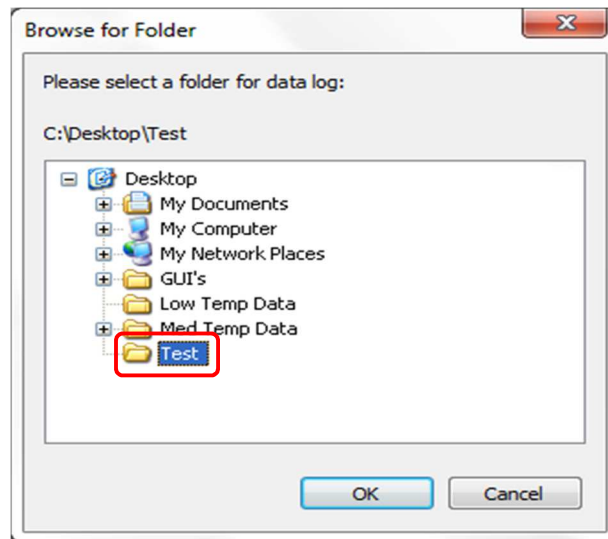 Browse for Folder
Please select a folder for data log:
C:\Desktop\Test
Desktop
My Documents
My Computer
My Network Places
GUI's
Low Temp Data
Med Temp Data
Test
OK Cancel